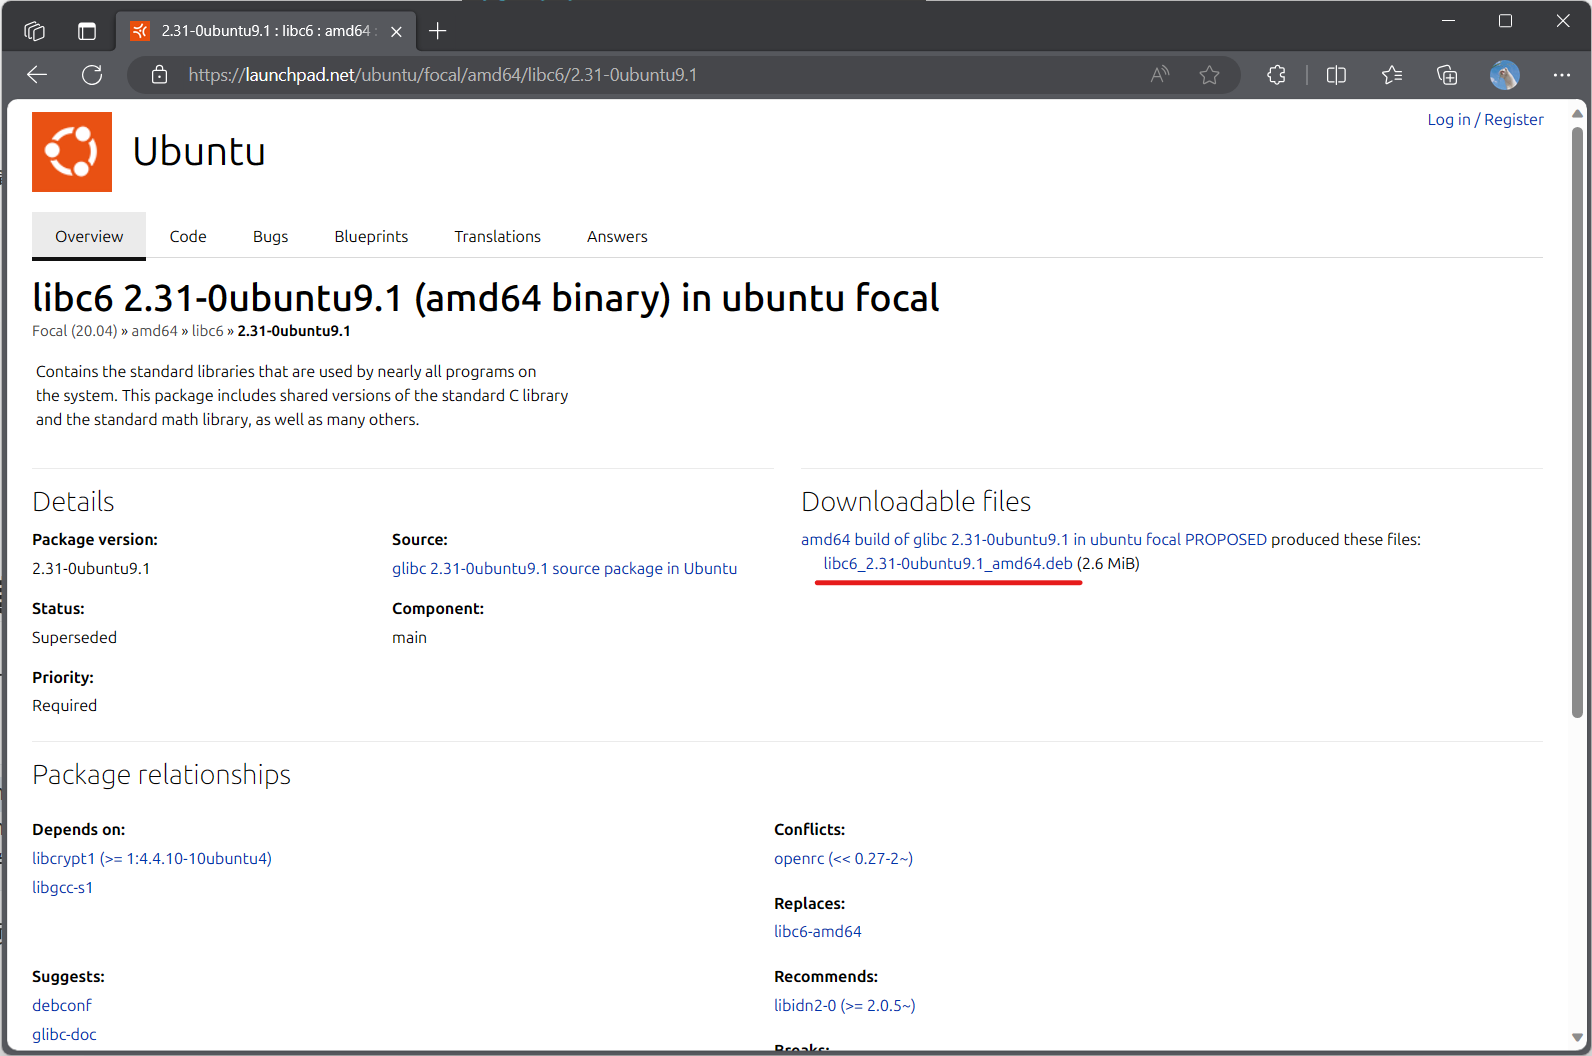 2.31-0ubuntu9.1 : libc6 : amd64 :
https://launchpad.net/ubuntu/focal/amd64/libc6/2.31-0ubuntu9.1
Log in / Register
Ubuntu
Overview Code Bugs Blueprints Translations Answers
libc6 2.31-0ubuntu9.1 (amd64 binary) in ubuntu focal
Focal (20.04) » amd64 » libc6 » 2.31-0ubuntu9.1
Contains the standard libraries that are used by nearly all programs on
the system. This package includes shared versions of the standard C library
and the standard math library, as well as many others.
Details
Package version:
2.31-0ubuntu9.1
Source:
glibc 2.31-0ubuntu9.1 source package in Ubuntu
Status:
Superseded
Component:
main
Priority:
Required
Downloadable files
amd64 build of glibc 2.31-0ubuntu9.1 in ubuntu focal PROPOSED produced these files:
libc6_2.31-0ubuntu9.1_amd64.deb (2.6 MiB)
Package relationships
Depends on:
libcrypt1 (>= 1:4.4.10-10ubuntu4)
libgcc-s1
Conflicts:
openrc (<< 0.27-2~)
Replaces:
libc6-amd64
Suggests:
debconf
glibc-doc
Recommends:
libidn2-0 (>= 2.0.5~)
Breaks: